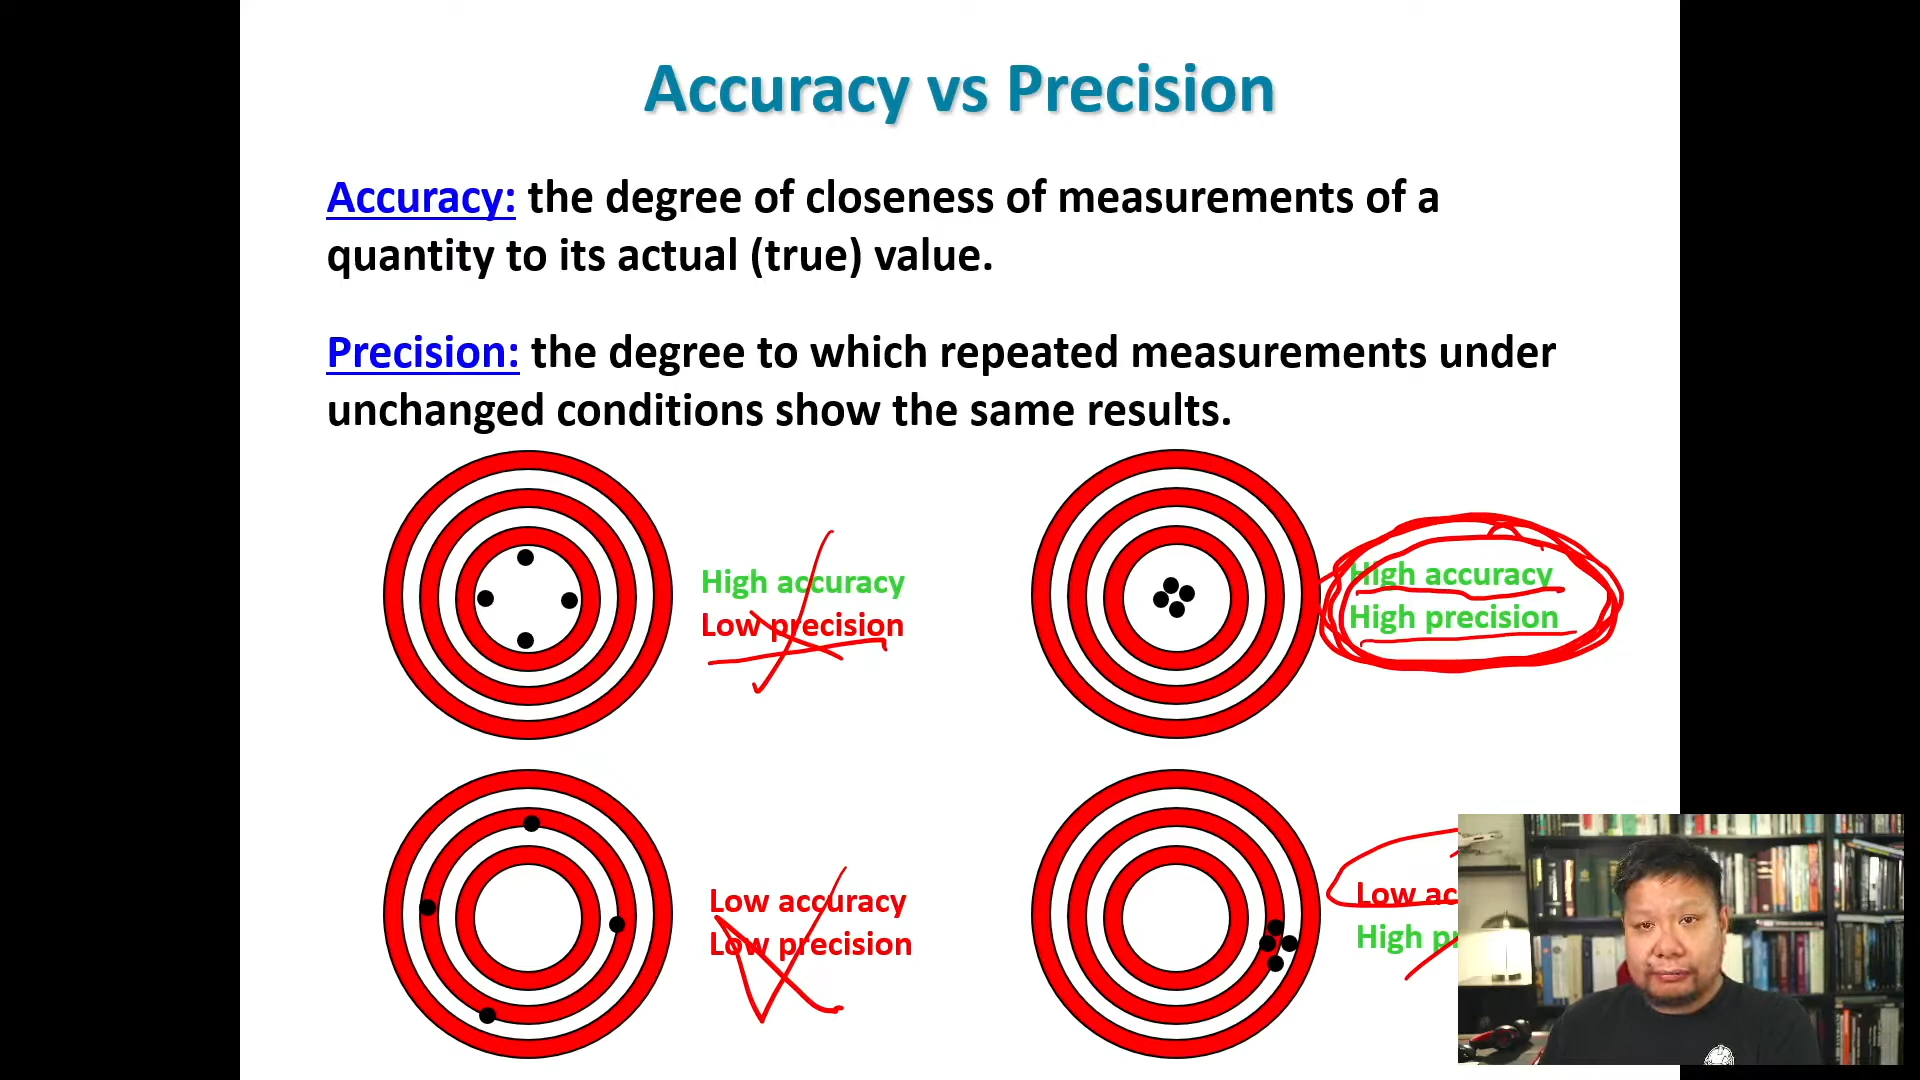 Accuracy vs Precision
Accuracy: the degree of closeness of measurements of a
quantity to its actual (true) value.
Precision: the degree to which repeated measurements under
unchanged conditions show the same results.
High accuracy
Low precision
High accuracy
High precision
Low accuracy
Low precision
Low
High